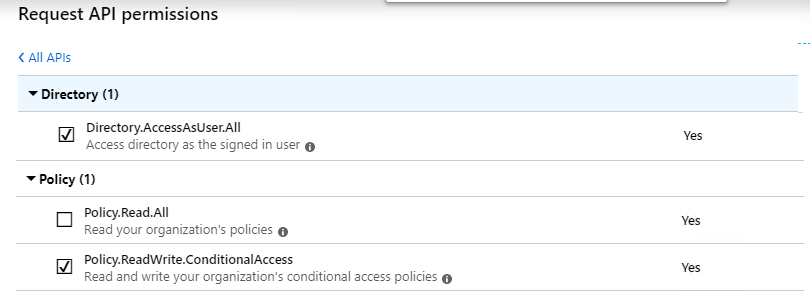 Request API permissions
All APIs
Directory (1)
Directory.AccessAsUser.All
Access directory as the signed in user
Yes
Policy (1)
Policy.Read.All
Read your organization's policies
Yes
Policy.ReadWrite.ConditionalAccess
Read and write your organization's conditional access policies
Yes